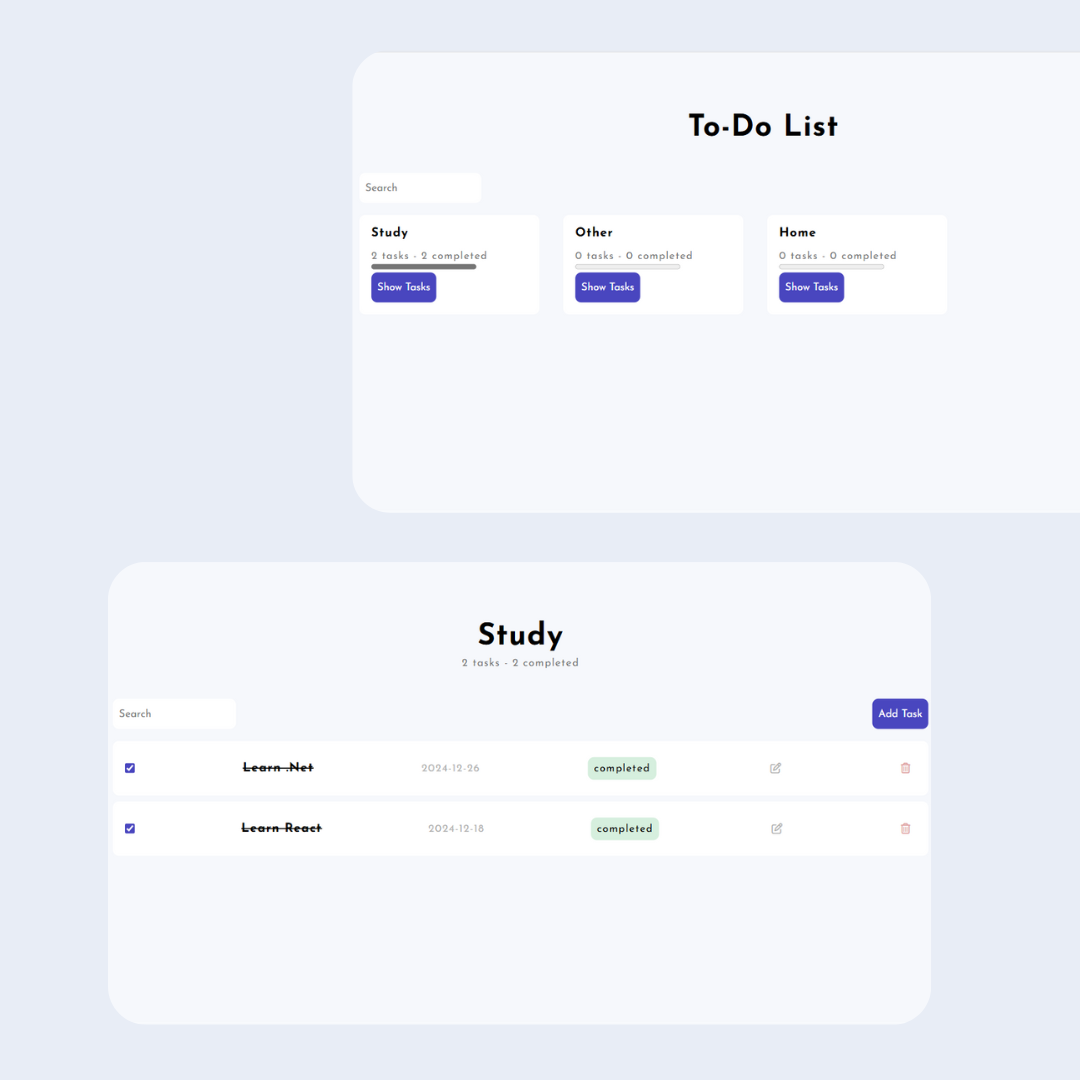 To-Do List
Search
Study
2 tasks - 2 completed
Show Tasks
Other
0 tasks - 0 completed
Show Tasks
Home
0 tasks - 0 completed
Show Tasks
Study
2 tasks - 2 completed
Search
Add Task
Learn .Net 2024-12-26 completed
Learn React 2024-12-18 completed